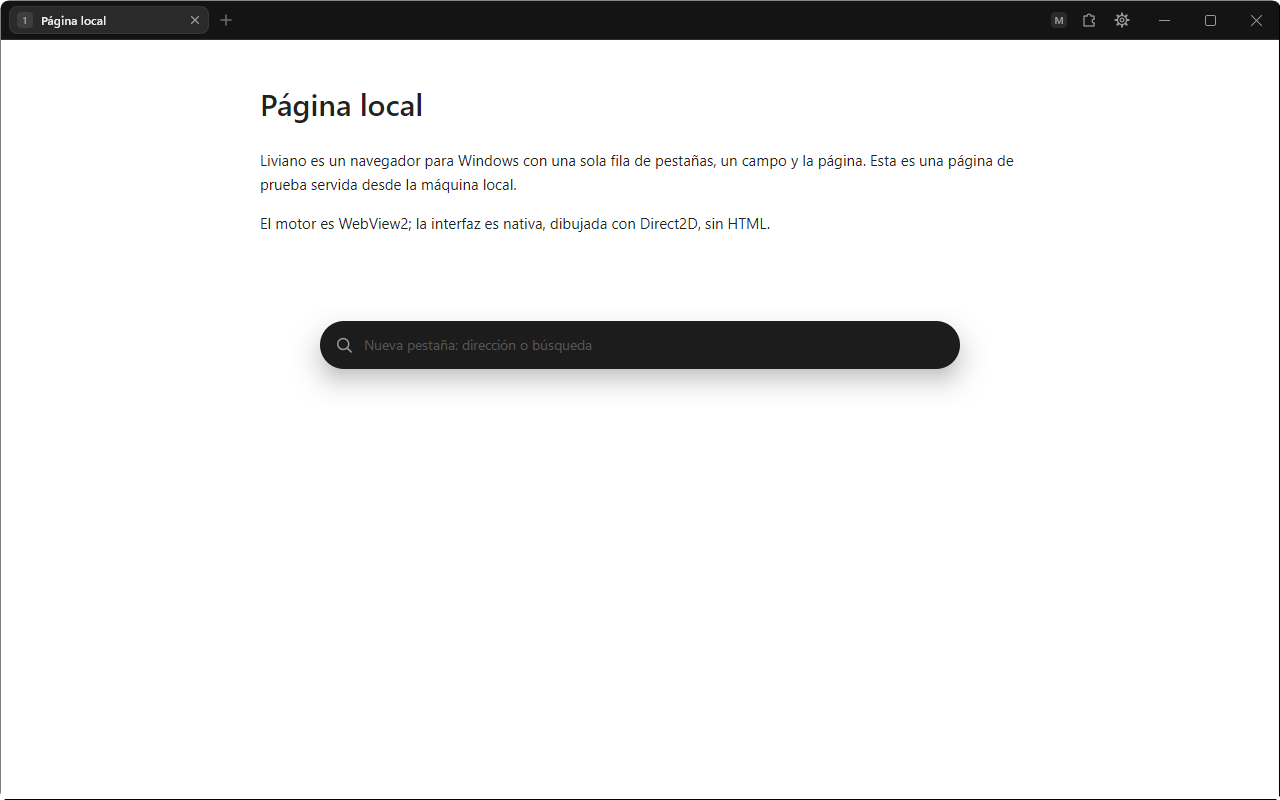 1 Página local
M
Página local
Liviano es un navegador para Windows con una sola fila de pestañas, un campo y la página. Esta es una página de
prueba servida desde la máquina local.
El motor es WebView2; la interfaz es nativa, dibujada con Direct2D, sin HTML.
Nueva pestaña: dirección o búsqueda